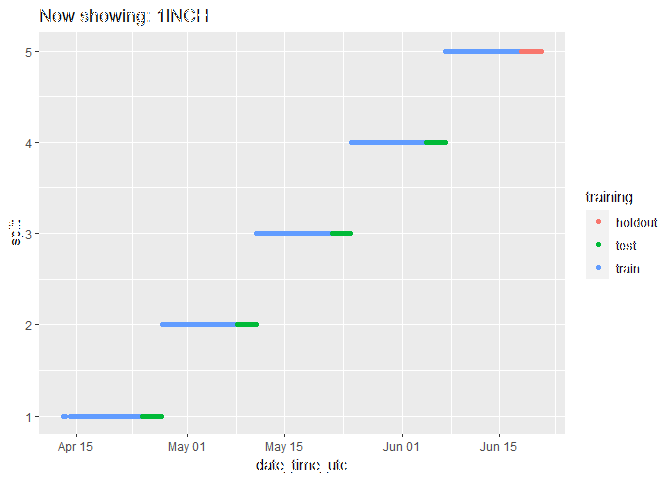 Now showing: 1INCH
5
4
3
2
1
split
Apr 15
May 01
May 15
Jun 01
Jun 15
date_time_utc
training
holdout
test
train